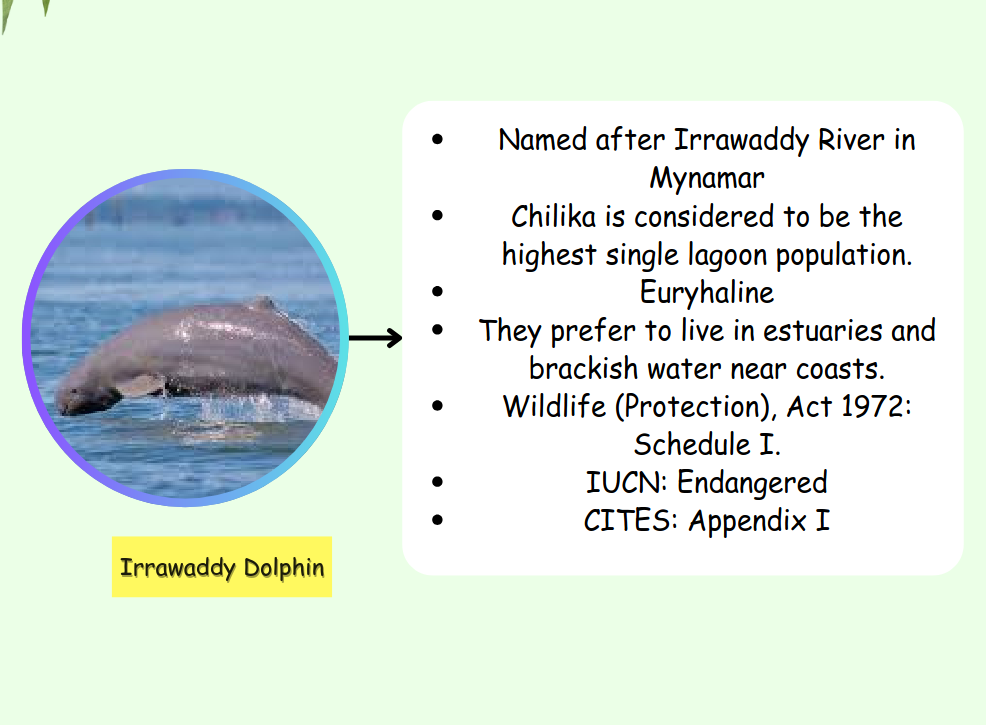 • Named after Irrawaddy River in
Mynamar
• Chilika is considered to be the
highest single lagoon population.
• Euryhaline
• They prefer to live in estuaries and
brackish water near coasts.
• Wildlife (Protection), Act 1972:
Schedule I.
• IUCN: Endangered
• CITES: Appendix I
Irrawaddy Dolphin